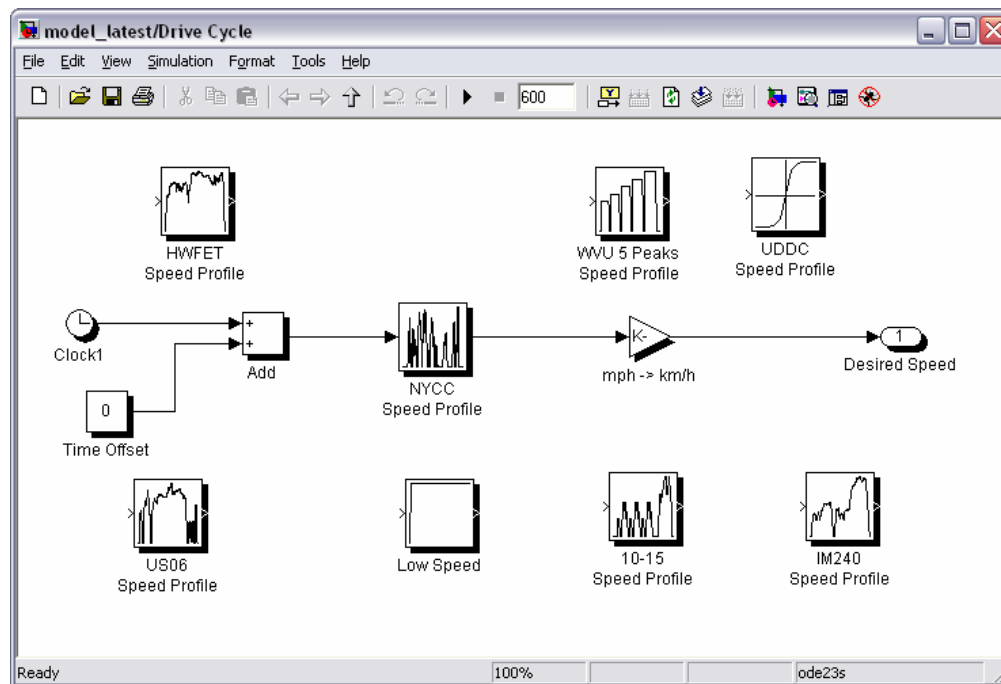 model_latest/Drive Cycle
File Edit View Simulation Format Tools Help
600
HWFET
Speed Profile
WVU 5 Peaks
Speed Profile
UDDC
Speed Profile
Clock1
+
+
Add
NYCC
Speed Profile
K-
mph -> km/h
1
Desired Speed
0
Time Offset
US06
Speed Profile
Low Speed
10-15
Speed Profile
IM240
Speed Profile
Ready 100% ode23s